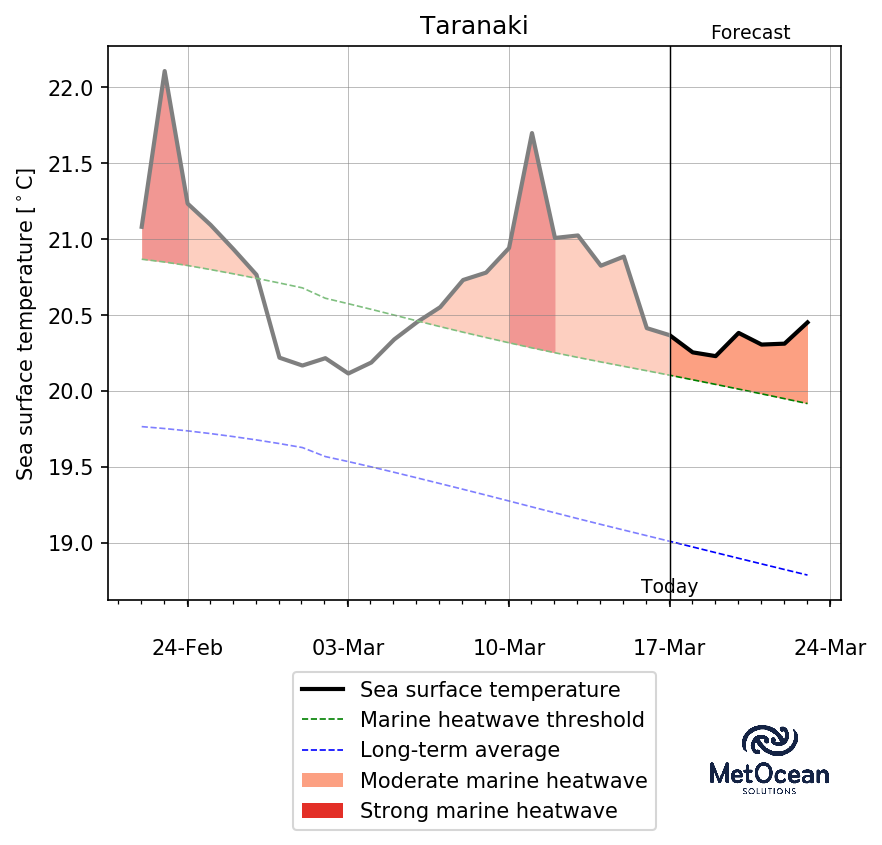 Taranaki
Forecast
Sea surface temperature [°C]
22.0
21.5
21.0
20.5
20.0
19.5
19.0
Today
24-Feb 03-Mar 10-Mar 17-Mar 24-Mar
Sea surface temperature
Marine heatwave threshold
Long-term average
Moderate marine heatwave
Strong marine heatwave
MetOcean
SOLUTIONS